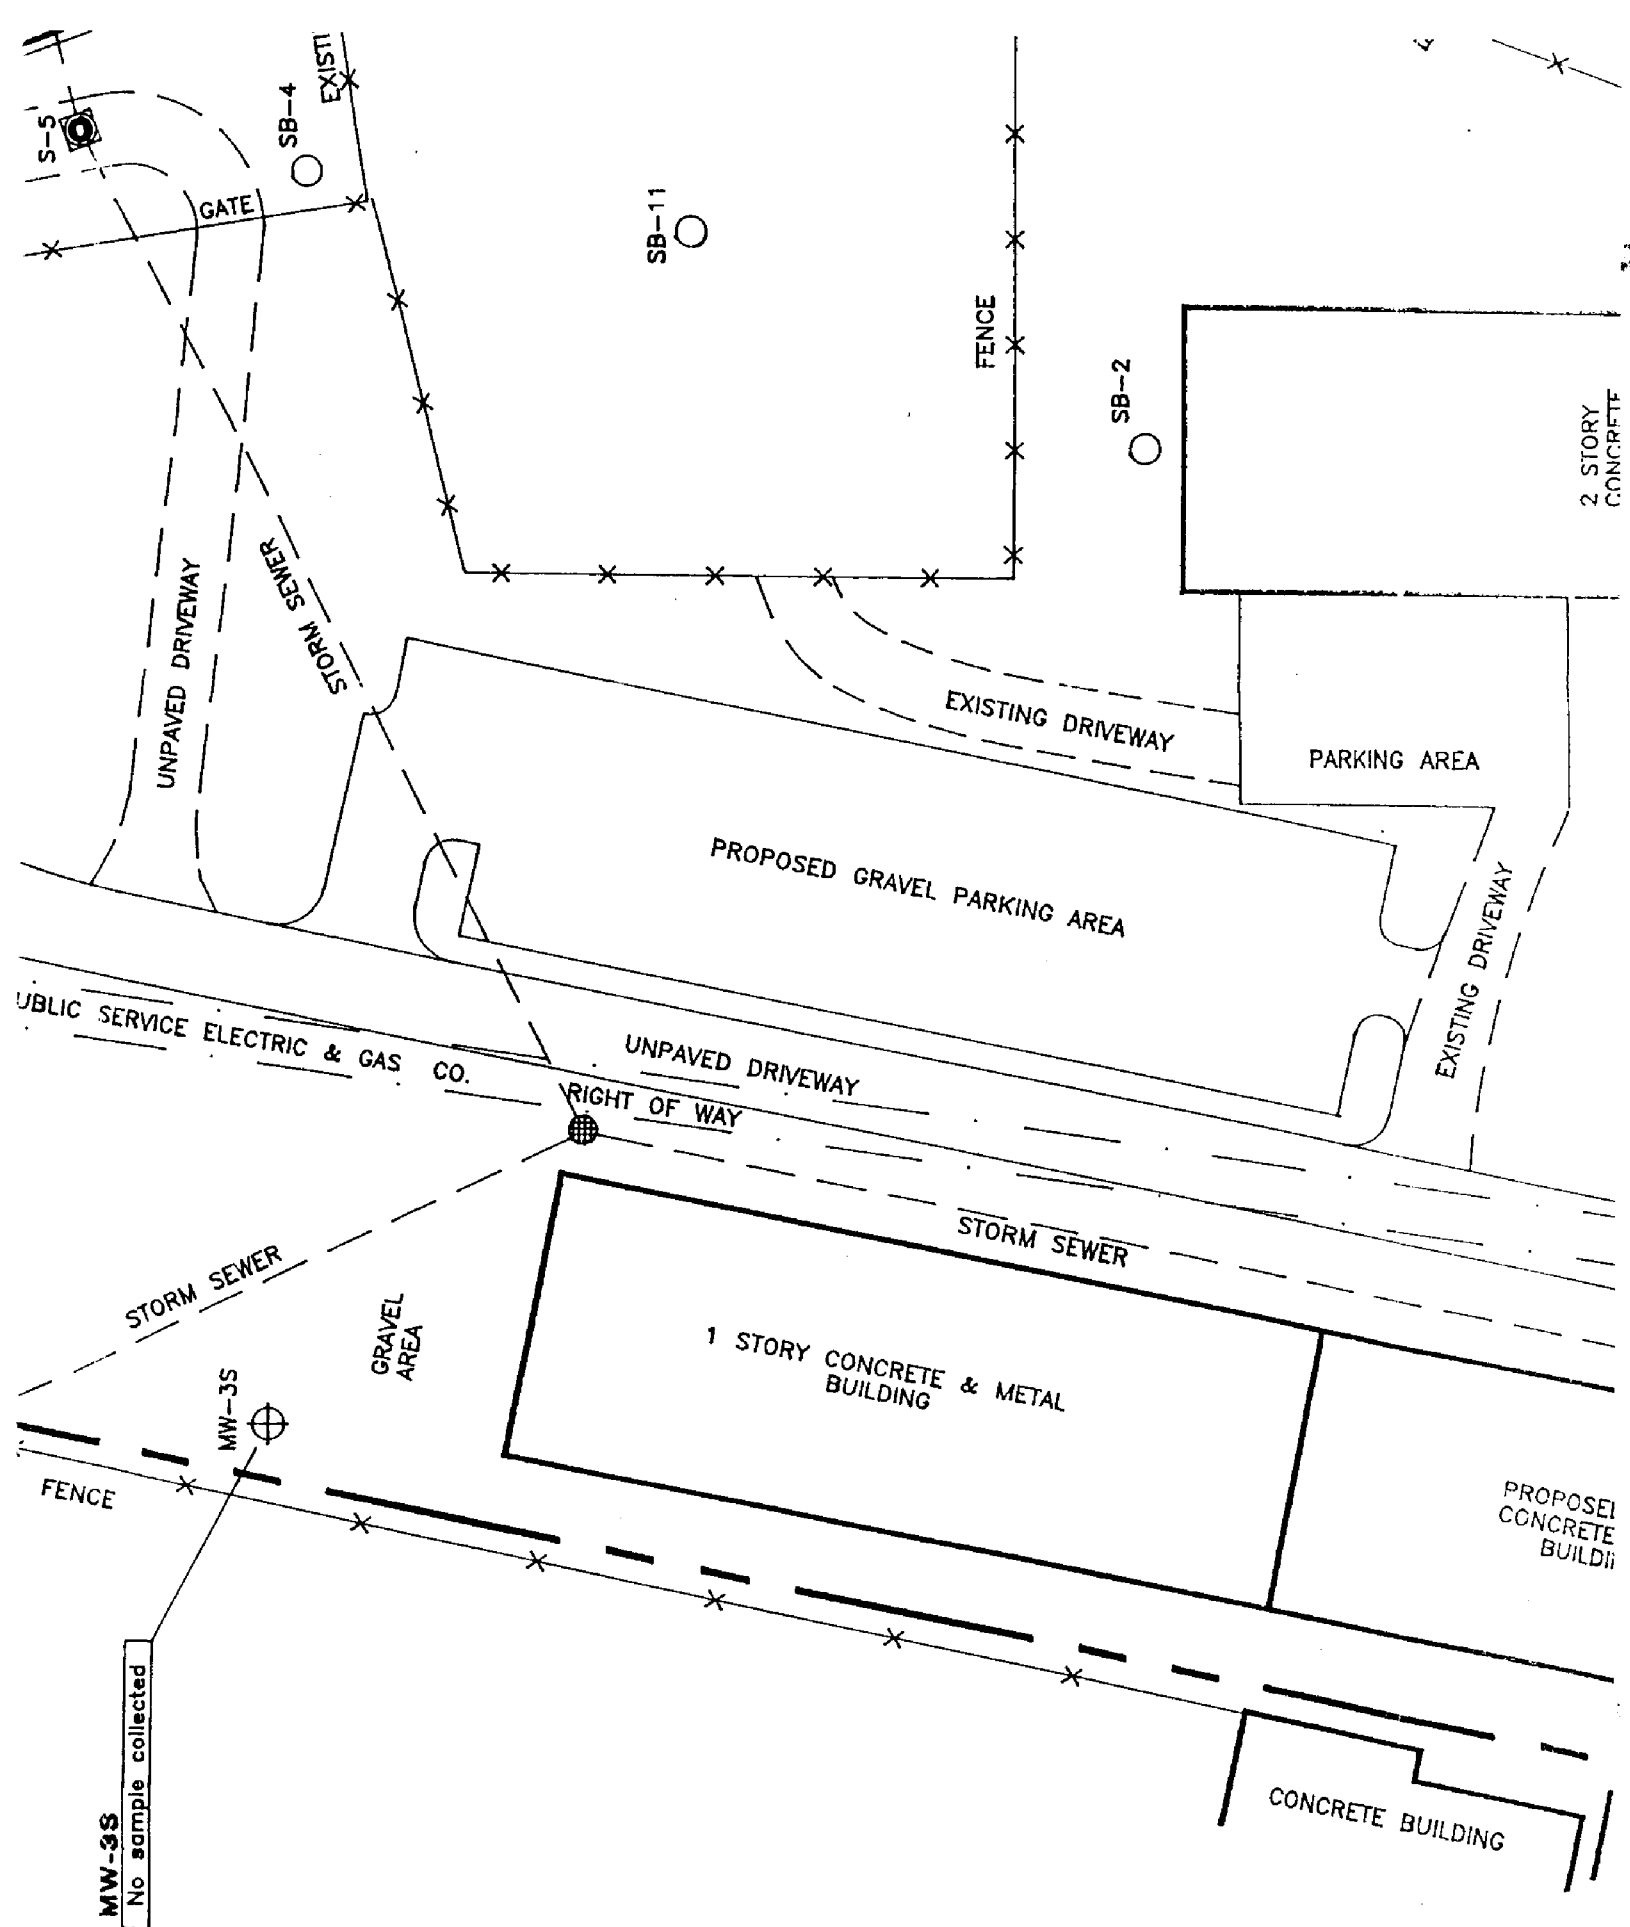 EXISTI
S-5
SB-4
GATE
SB-11
FENCE
SB-2
2 STORY
CONCRETE
UNPAVED DRIVEWAY
STORM SEWER
EXISTING DRIVEWAY
PARKING AREA
PROPOSED GRAVEL PARKING AREA
EXISTING DRIVEWAY
UBLIC SERVICE ELECTRIC & GAS CO.
RIGHT OF WAY
UNPAVED DRIVEWAY
STORM SEWER
STORM SEWER
GRAVEL
AREA
1 STORY CONCRETE & METAL
BUILDING
MW-3S
FENCE
PROPOSE
CONCRETE
BUILDI
CONCRETE BUILDING
MW-3S
No sample collected